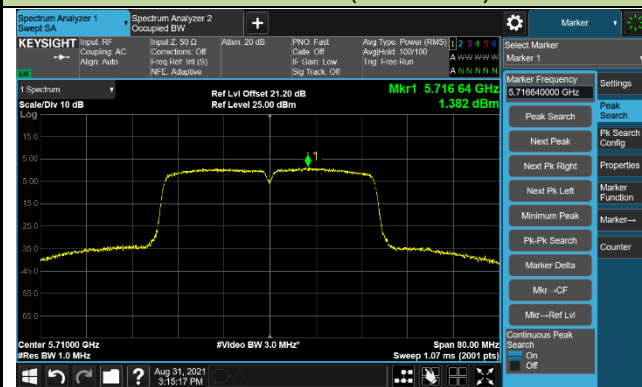 Spectrum Analyzer 1
Swept SA
Spectrum Analyzer 2
Occupied BW
+
Marker
KEYSIGHT
Input: RF
Coupling: AC
Align: Auto
Input Z: 50 Ω
Corrections: Off
Freq Ref: Int (S)
NFE: Adaptive
Atten: 20 dB
PNO: Fast
Gate: Off
IF Gain: Low
Sig Track: Off
Avg Type: Power (RMS)
Avg|Hold: 100/100
Trig: Free Run
1 2 3 4 5 6
A W W W W W
A N N N N N
Select Marker
Marker 1
1 Spectrum
Scale/Div 10 dB
Log
Ref Lvl Offset 21.20 dB
Ref Level 25.00 dBm
Mkr1 5.716 64 GHz
1.382 dBm
15.0
5.00
-5.00
-15.0
-25.0
-35.0
-45.0
-55.0
-65.0
1
Center 5.71000 GHz
#Res BW 1.0 MHz
#Video BW 3.0 MHz*
Span 80.00 MHz
Sweep 1.07 ms (2001 pts)
Marker Frequency
5.716640000 GHz
Peak Search
Next Peak
Next Pk Right
Next Pk Left
Minimum Peak
Pk-Pk Search
Marker Delta
Mkr→CF
Mkr→Ref Lvl
Continuous Peak
Search
On
Off
Settings
Peak
Search
Pk Search
Config
Properties
Marker
Function
Marker→
Counter
?
Aug 31, 2021
3:15:17 PM